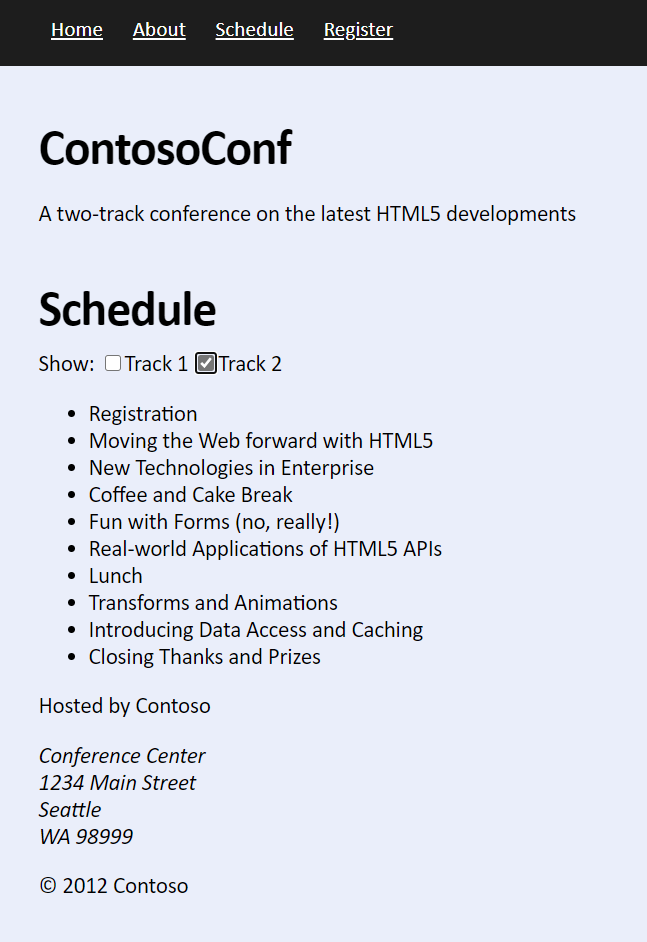 Home About Schedule Register
ContosoConf
A two-track conference on the latest HTML5 developments
Schedule
Show: Track 1 Track 2
Registration
Moving the Web forward with HTML5
New Technologies in Enterprise
Coffee and Cake Break
Fun with Forms (no, really!)
Real-world Applications of HTML5 APIs
Lunch
Transforms and Animations
Introducing Data Access and Caching
Closing Thanks and Prizes
Hosted by Contoso
Conference Center
1234 Main Street
Seattle
WA 98999
© 2012 Contoso